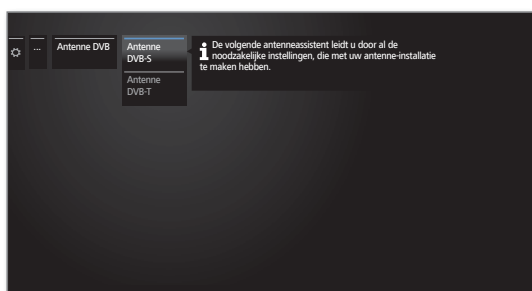 ...
Antenne DVB
Antenne
DVB-S
De volgende antenneassistent leidt u door al de
noodzakelijke instellingen, die met uw antenne-installatie
te maken hebben.
Antenne
DVB-T